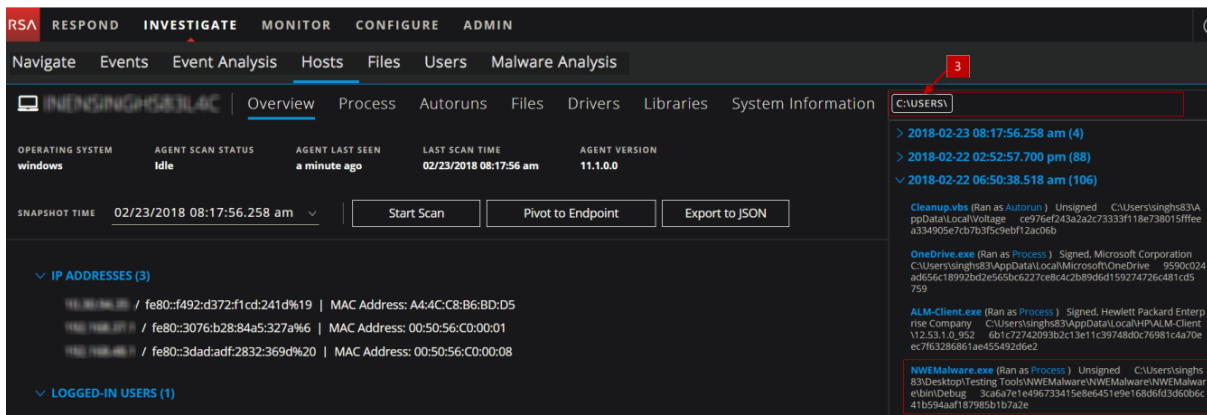 RSA RESPOND INVESTIGATE MONITOR CONFIGURE ADMIN
Navigate Events Event Analysis Hosts Files Users Malware Analysis
3
Overview Process Autoruns Files Drivers Libraries System Information
C:\USERS\
OPERATING SYSTEM AGENT SCAN STATUS AGENT LAST SEEN LAST SCAN TIME AGENT VERSION
windows Idle a minute ago 02/23/2018 08:17:56 am 11.1.0.0
SNAPSHOT TIME 02/23/2018 08:17:56.258 am Start Scan Pivot to Endpoint Export to JSON
IP ADDRESSES (3)
/ fe80::f492:d372:f1cd:241d%19 | MAC Address: A4:4C:C8:B6:BD:D5
/ fe80::3076:b28:84a5:327a%6 | MAC Address: 00:50:56:C0:00:01
/ fe80::3dad:adf:2832:369d%20 | MAC Address: 00:50:56:C0:00:08
LOGGED-IN USERS (1)
2018-02-23 08:17:56.258 am (4)
2018-02-22 02:52:57.700 pm (88)
2018-02-22 06:50:38.518 am (106)
Cleanup.vbs (Ran as Autorun ) Unsigned C:\Users\singhs83\A
ppData\Local\Voltage ce976ef243a2a2c73333f118e738015fffee
a334905e7cb7b3f5c9ebf12ac06b
OneDrive.exe (Ran as Process ) Signed, Microsoft Corporation
C:\Users\singhs83\AppData\Local\Microsoft\OneDrive 9590c024
ad656c18992bd2e565bc6227ce8c4c2b89d6d159274726c481cd5
759
ALM-Client.exe (Ran as Process ) Signed, Hewlett Packard Enterp
rise Company C:\Users\singhs83\AppData\Local\HP\ALM-Client
\12.53.1.0_952 6b1c72742093b2c13e11c39748d0c76981c4a70e
ec7f63286861ae455492d6e2
NWEMalware.exe (Ran as Process ) Unsigned C:\Users\singhs
83\Desktop\Testing Tools\NWEMalware\NWEMalware\NWEMalwar
e\bin\Debug 3ca6a7e1e496733415e8e6451e9e168d6fd3d60b6c
41b594aaf187985b1b7a2e